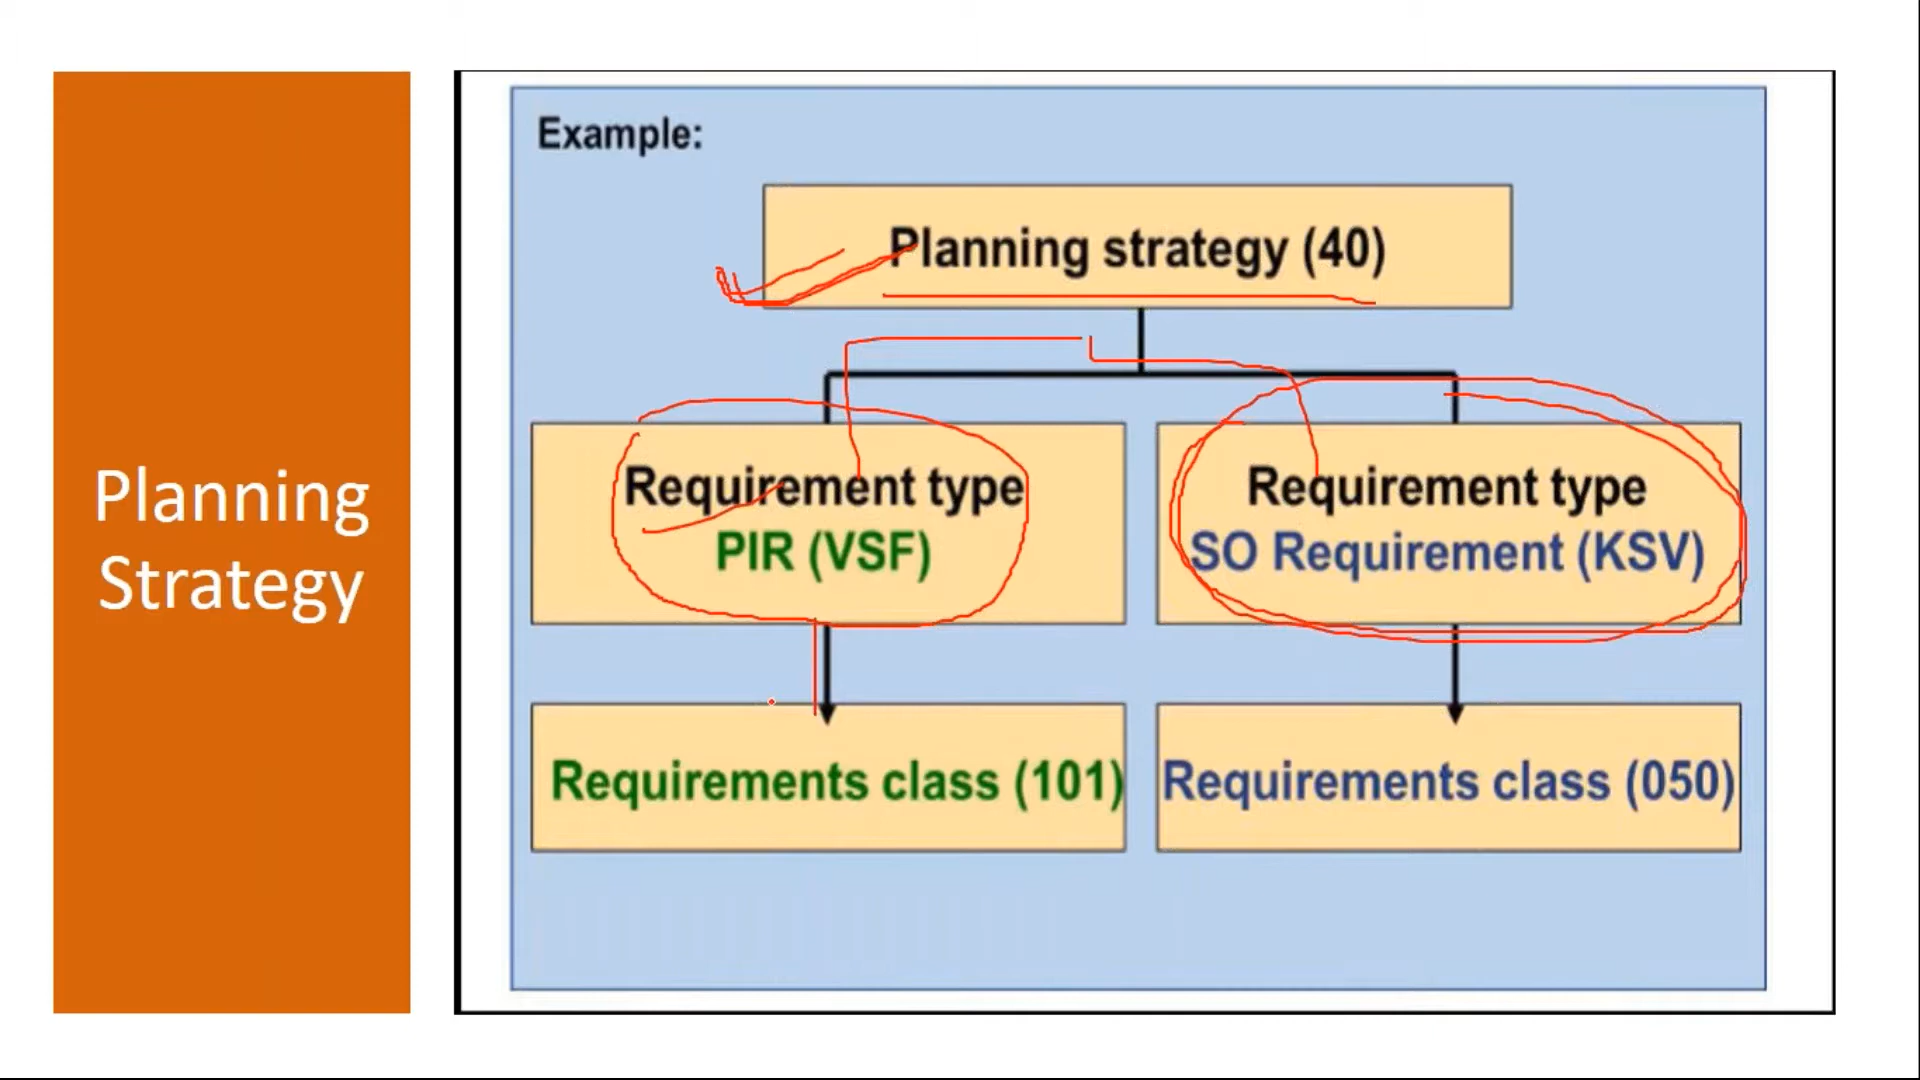 Planning
Strategy
Example:
Planning strategy (40)
Requirement type
PIR (VSF)
Requirement type
SO Requirement (KSV)
Requirements class (101)
Requirements class (050)